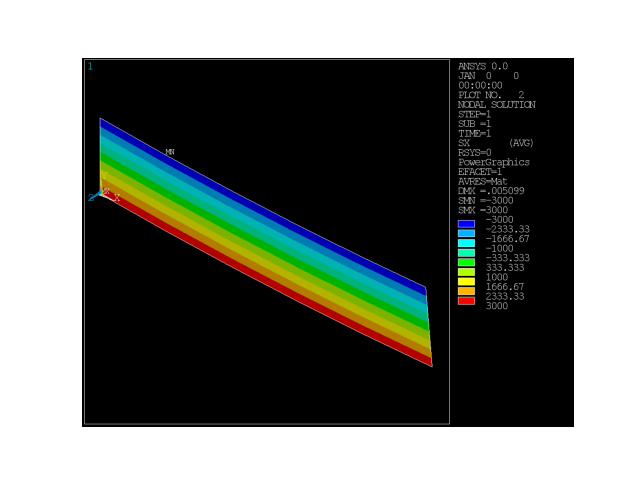 1
ANSYS 0.0
JAN 0 0
00:00:00
PLOT NO. 2
NODAL SOLUTION
STEP=1
SUB =1
TIME=1
SX (AVG)
RSYS=0
PowerGraphics
EFACET=1
AVRES=Mat
DMX =.005099
SMN =-3000
SMX =3000
-3000
-2333.33
-1666.67
-1000
-333.333
333.333
1000
1666.67
2333.33
3000
MN
X